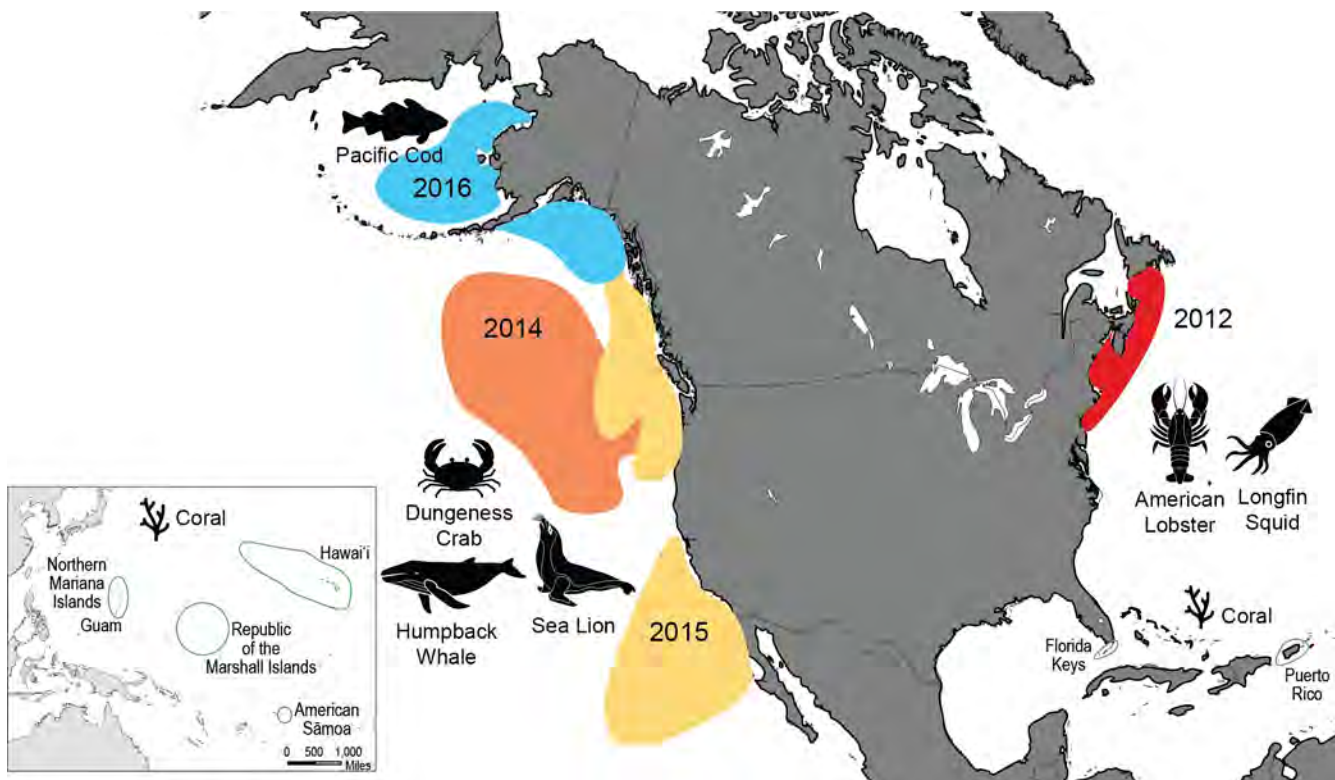 Pacific Cod
2016
2014
2012
Dungeness
Crab
American
Lobster
Longfin
Squid
Humpback
Whale
Sea Lion
2015
Coral
Florida
Keys
Puerto
Rico
Coral
Hawai‘i
Northern
Mariana
Islands
Guam
Republic
of the
Marshall Islands
American
Sāmoa
0 500 1,000
Miles